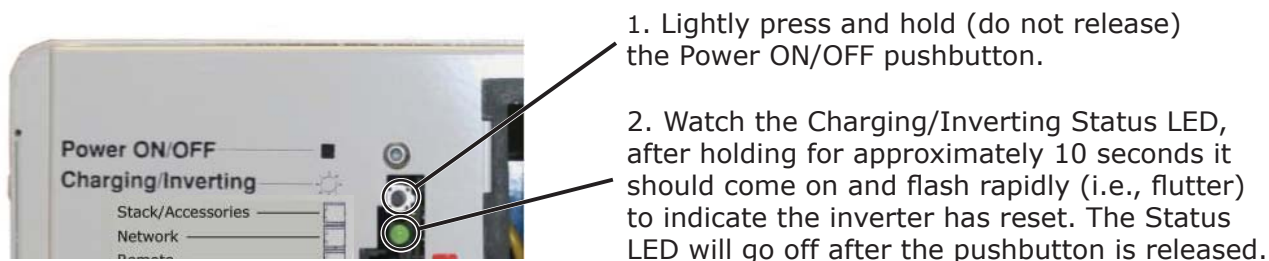 1. Lightly press and hold (do not release)
the Power ON/OFF pushbutton.
2. Watch the Charging/Inverting Status LED,
after holding for approximately 10 seconds it
should come on and flash rapidly (i.e., flutter)
to indicate the inverter has reset. The Status
LED will go off after the pushbutton is released.
Power ON/OFF
Charging/Inverting
Stack/Accessories
Network
Remote